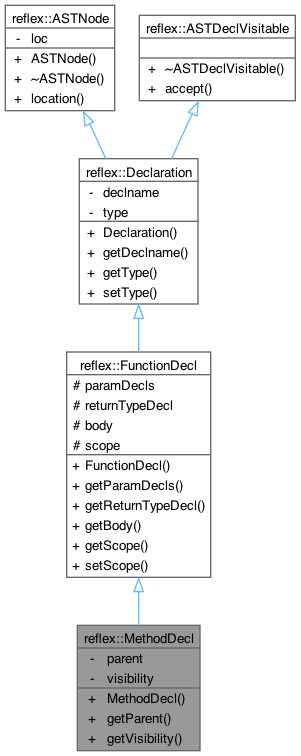 reflex::ASTNode
- loc
+ ASTNode()
+ ~ASTNode()
+ location()
reflex::ASTDeclVisitable
+ ~ASTDeclVisitable()
+ accept()
reflex::Declaration
- declname
- type
+ Declaration()
+ getDeclname()
+ getType()
+ setType()
reflex::FunctionDecl
# paramDecls
# returnTypeDecl
# body
# scope
+ FunctionDecl()
+ getParamDecls()
+ getReturnTypeDecl()
+ getBody()
+ getScope()
+ setScope()
reflex::MethodDecl
- parent
- visibility
+ MethodDecl()
+ getParent()
+ getVisibility()